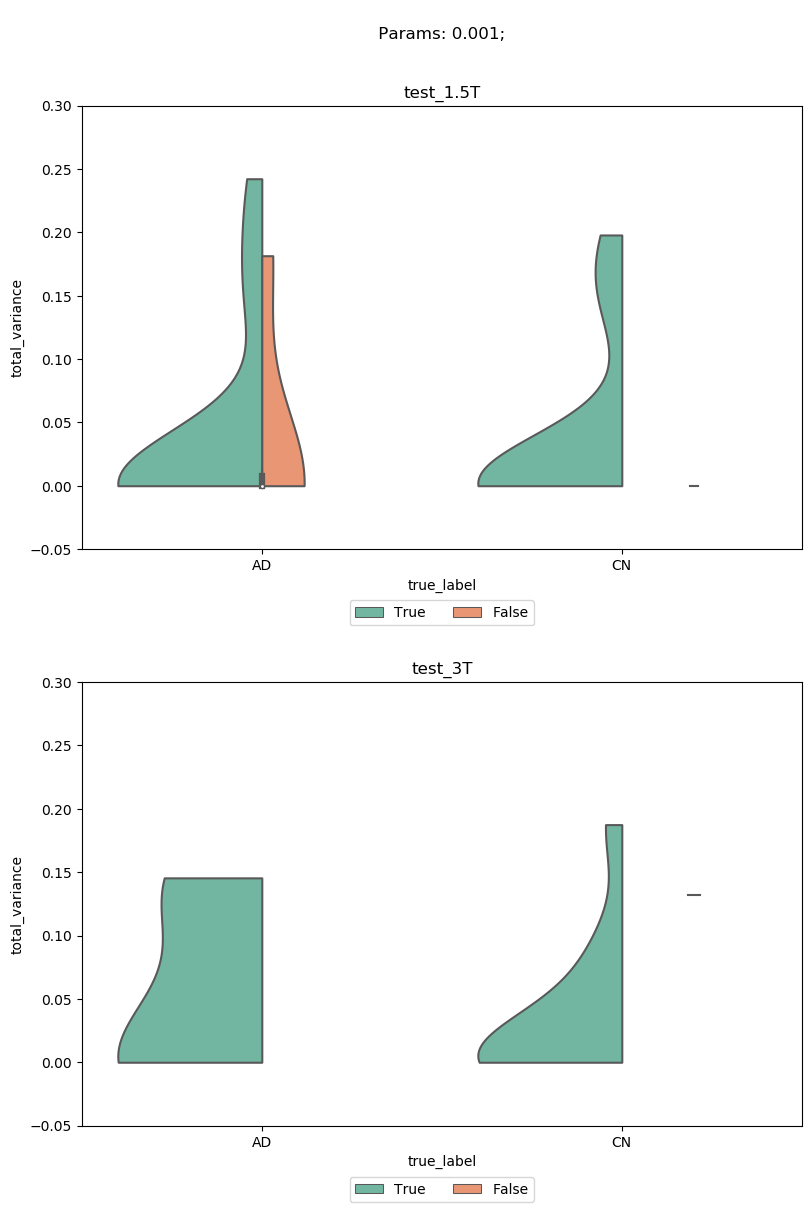 Params: 0.001;
test_1.5T
0.30
0.25
0.20
0.15
0.10
0.05
0.00
−0.05
total_variance
AD CN
true_label
True False
test_3T
0.30
0.25
0.20
0.15
0.10
0.05
0.00
−0.05
total_variance
AD CN
true_label
True False